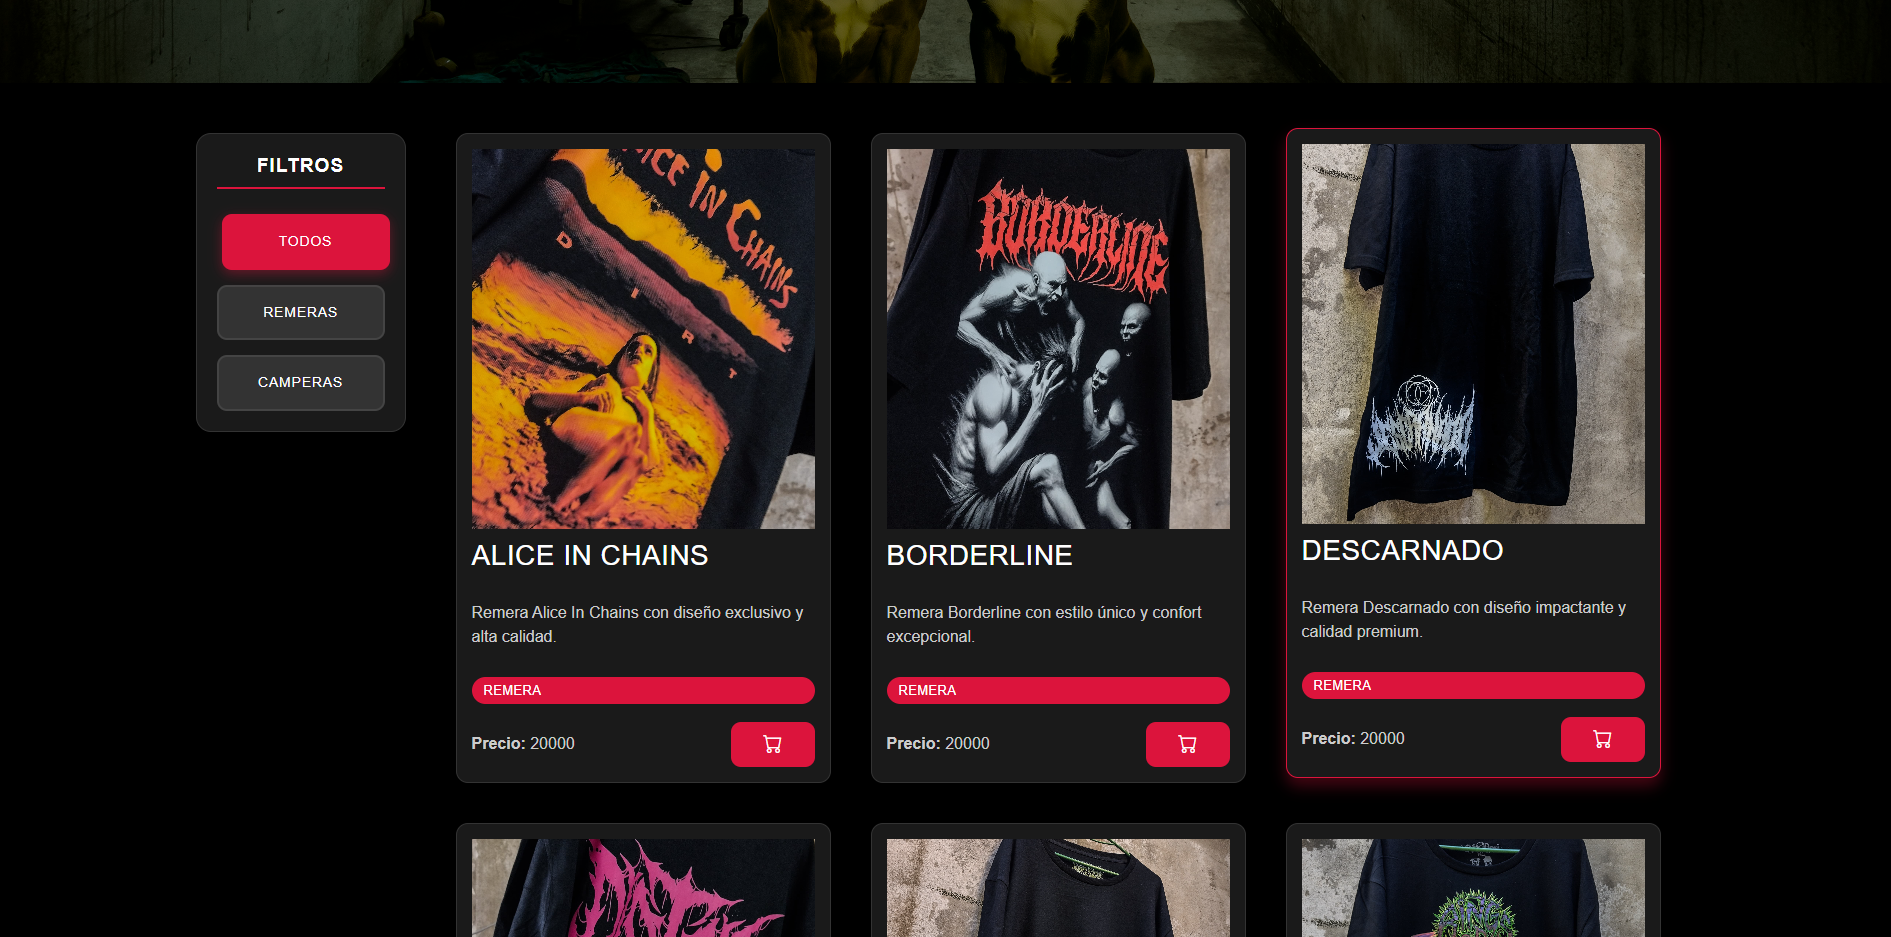 FILTROS
TODOS
REMERAS
CAMPERAS
ALICE IN CHAINS
DIRT
ALICE IN CHAINS
Remera Alice In Chains con diseño exclusivo y
alta calidad.
REMERA
Precio: 20000
BORDERLINE
BORDERLINE
Remera Borderline con estilo único y confort
excepcional.
REMERA
Precio: 20000
DESCARNADO
Remera Descarnado con diseño impactante y
calidad premium.
REMERA
Precio: 20000